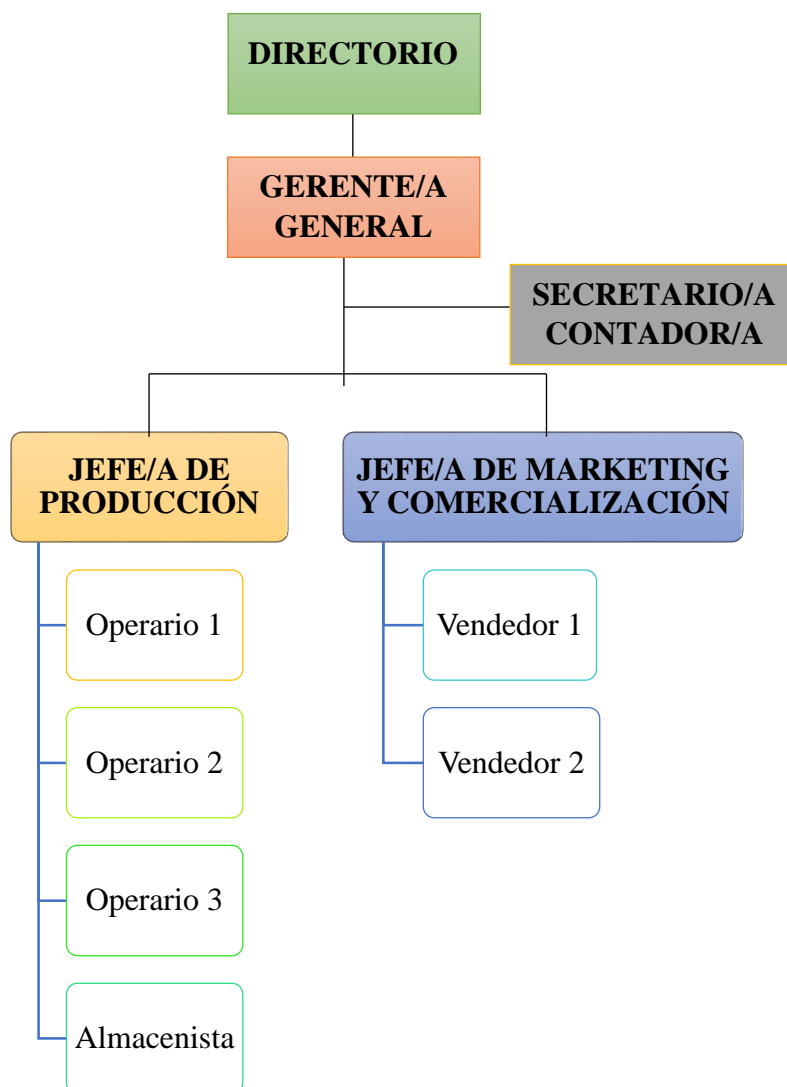 DIRECTORIO
GERENTE/A
GENERAL
SECRETARIO/A
CONTADOR/A
JEFE/A DE
PRODUCCIÓN
JEFE/A DE MARKETING
Y COMERCIALIZACIÓN
Operario 1
Vendedor 1
Operario 2
Vendedor 2
Operario 3
Almacenista